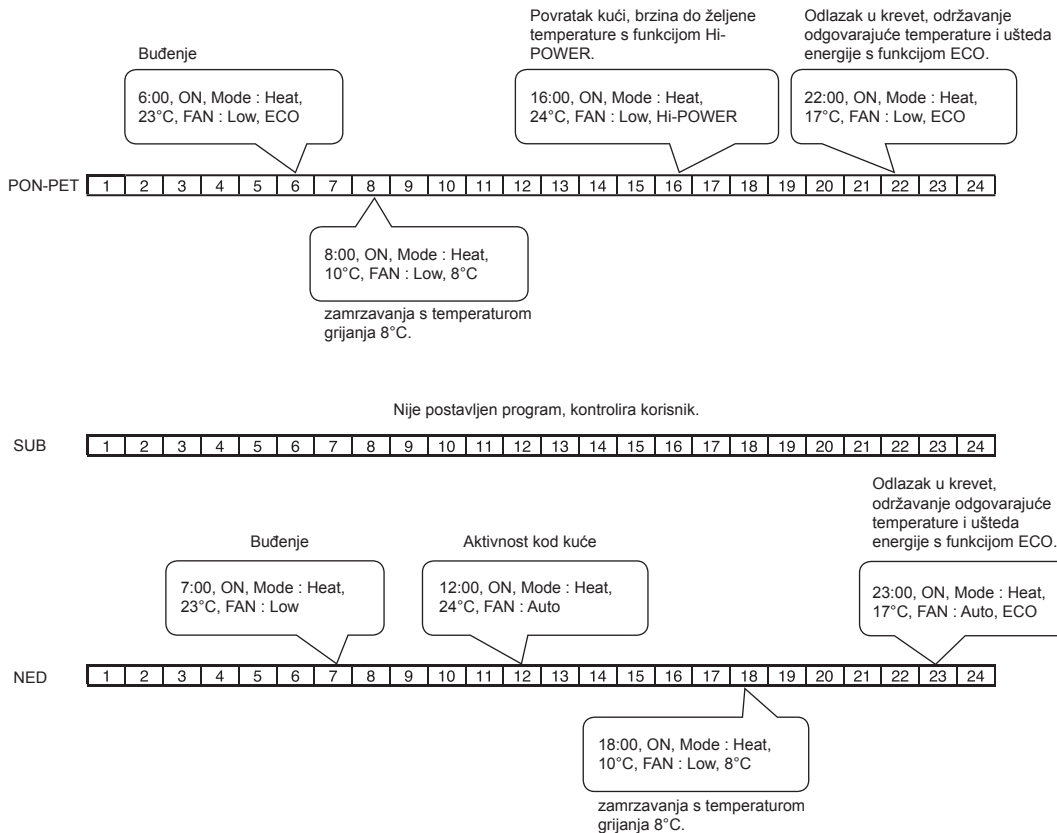 Buđenje
6:00, ON, Mode : Heat,
23°C, FAN : Low, ECO
Povratak kući, brzina do željene
temperature s funkcijom Hi-
POWER.
16:00, ON, Mode : Heat,
24°C, FAN : Low, Hi-POWER
Odlazak u krevet, održavanje
odgovarajuće temperature i ušteda
energije s funkcijom ECO.
22:00, ON, Mode : Heat,
17°C, FAN : Low, ECO
PON-PET 1 2 3 4 5 6 7 8 9 10 11 12 13 14 15 16 17 18 19 20 21 22 23 24
8:00, ON, Mode : Heat,
10°C, FAN : Low, 8°C
zamrzavanja s temperaturom
grijanja 8°C.
Nije postavljen program, kontrolira korisnik.
SUB 1 2 3 4 5 6 7 8 9 10 11 12 13 14 15 16 17 18 19 20 21 22 23 24
Buđenje
7:00, ON, Mode : Heat,
23°C, FAN : Low
Aktivnost kod kuće
12:00, ON, Mode : Heat,
24°C, FAN : Auto
Odlazak u krevet,
održavanje odgovarajuće
temperature i ušteda
energije s funkcijom ECO.
23:00, ON, Mode : Heat,
17°C, FAN : Auto, ECO
NED 1 2 3 4 5 6 7 8 9 10 11 12 13 14 15 16 17 18 19 20 21 22 23 24
18:00, ON, Mode : Heat,
10°C, FAN : Low, 8°C
zamrzavanja s temperaturom
grijanja 8°C.